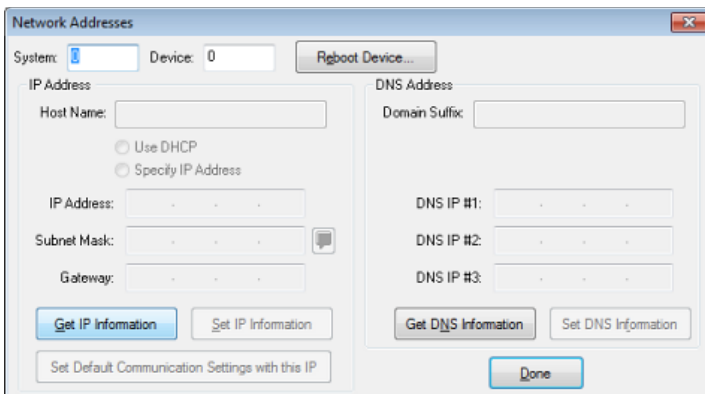 Network Addresses
System: 0 Device: 0 Reboot Device...
IP Address
Host Name:
Use DHCP
Specify IP Address
IP Address: . . .
Subnet Mask: . . .
Gateway: . . .
Get IP Information Set IP Information
Set Default Communication Settings with this IP
DNS Address
Domain Suffix:
DNS IP #1: . . .
DNS IP #2: . . .
DNS IP #3: . . .
Get DNS Information Set DNS Information
Done